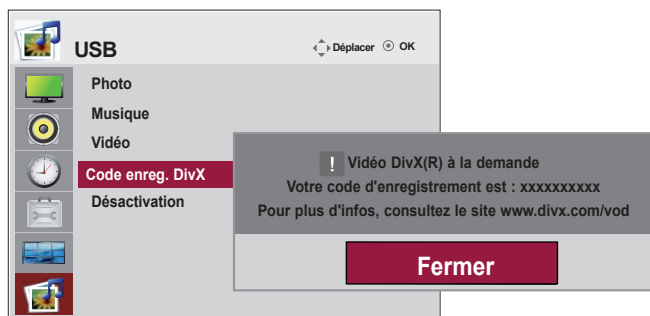 USB
Déplacer OK
Photo
Musique
Vidéo
Code enreg. DivX
Désactivation
! Vidéo DivX(R) à la demande
Votre code d'enregistrement est : xxxxxxxxxx
Pour plus d'infos, consultez le site www.divx.com/vod
Fermer